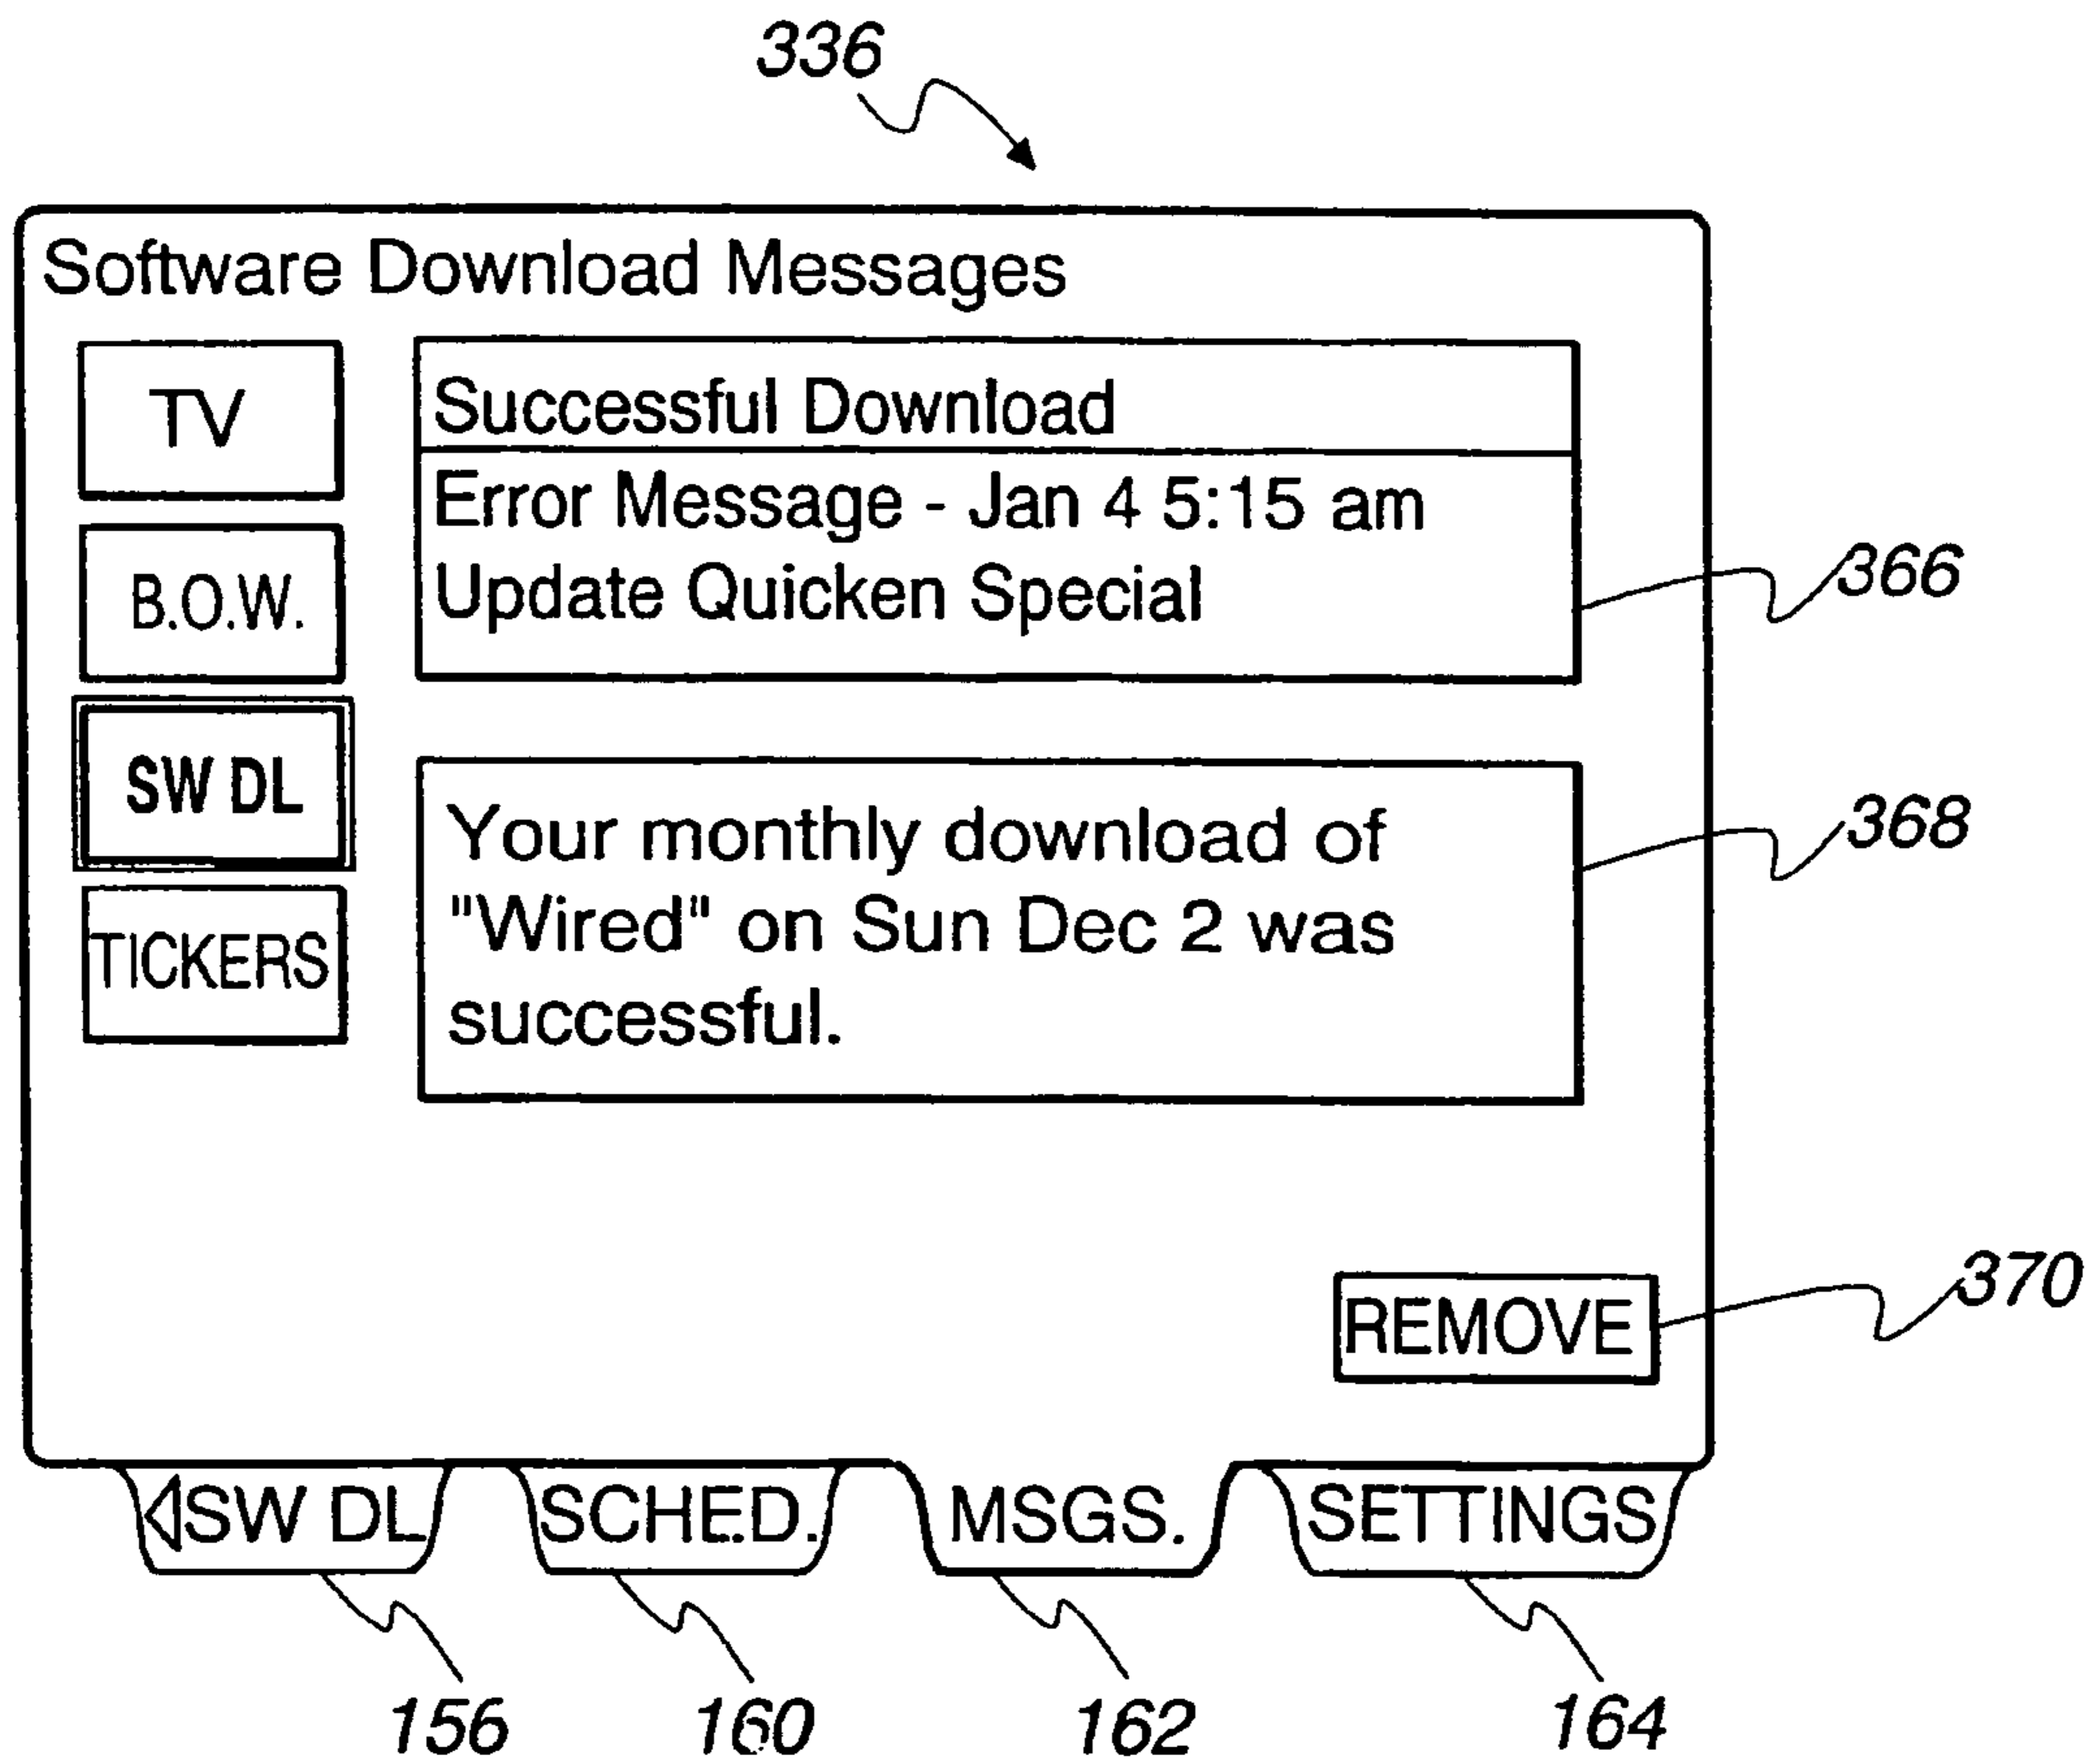 336
Software Download Messages
TV
B.O.W.
SW DL
TICKERS
Successful Download
Error Message - Jan 4 5:15 am
Update Quicken Special
366
Your monthly download of
"Wired" on Sun Dec 2 was
successful.
368
REMOVE
370
SW DL
SCHED.
MSGS.
SETTINGS
156
160
162
164